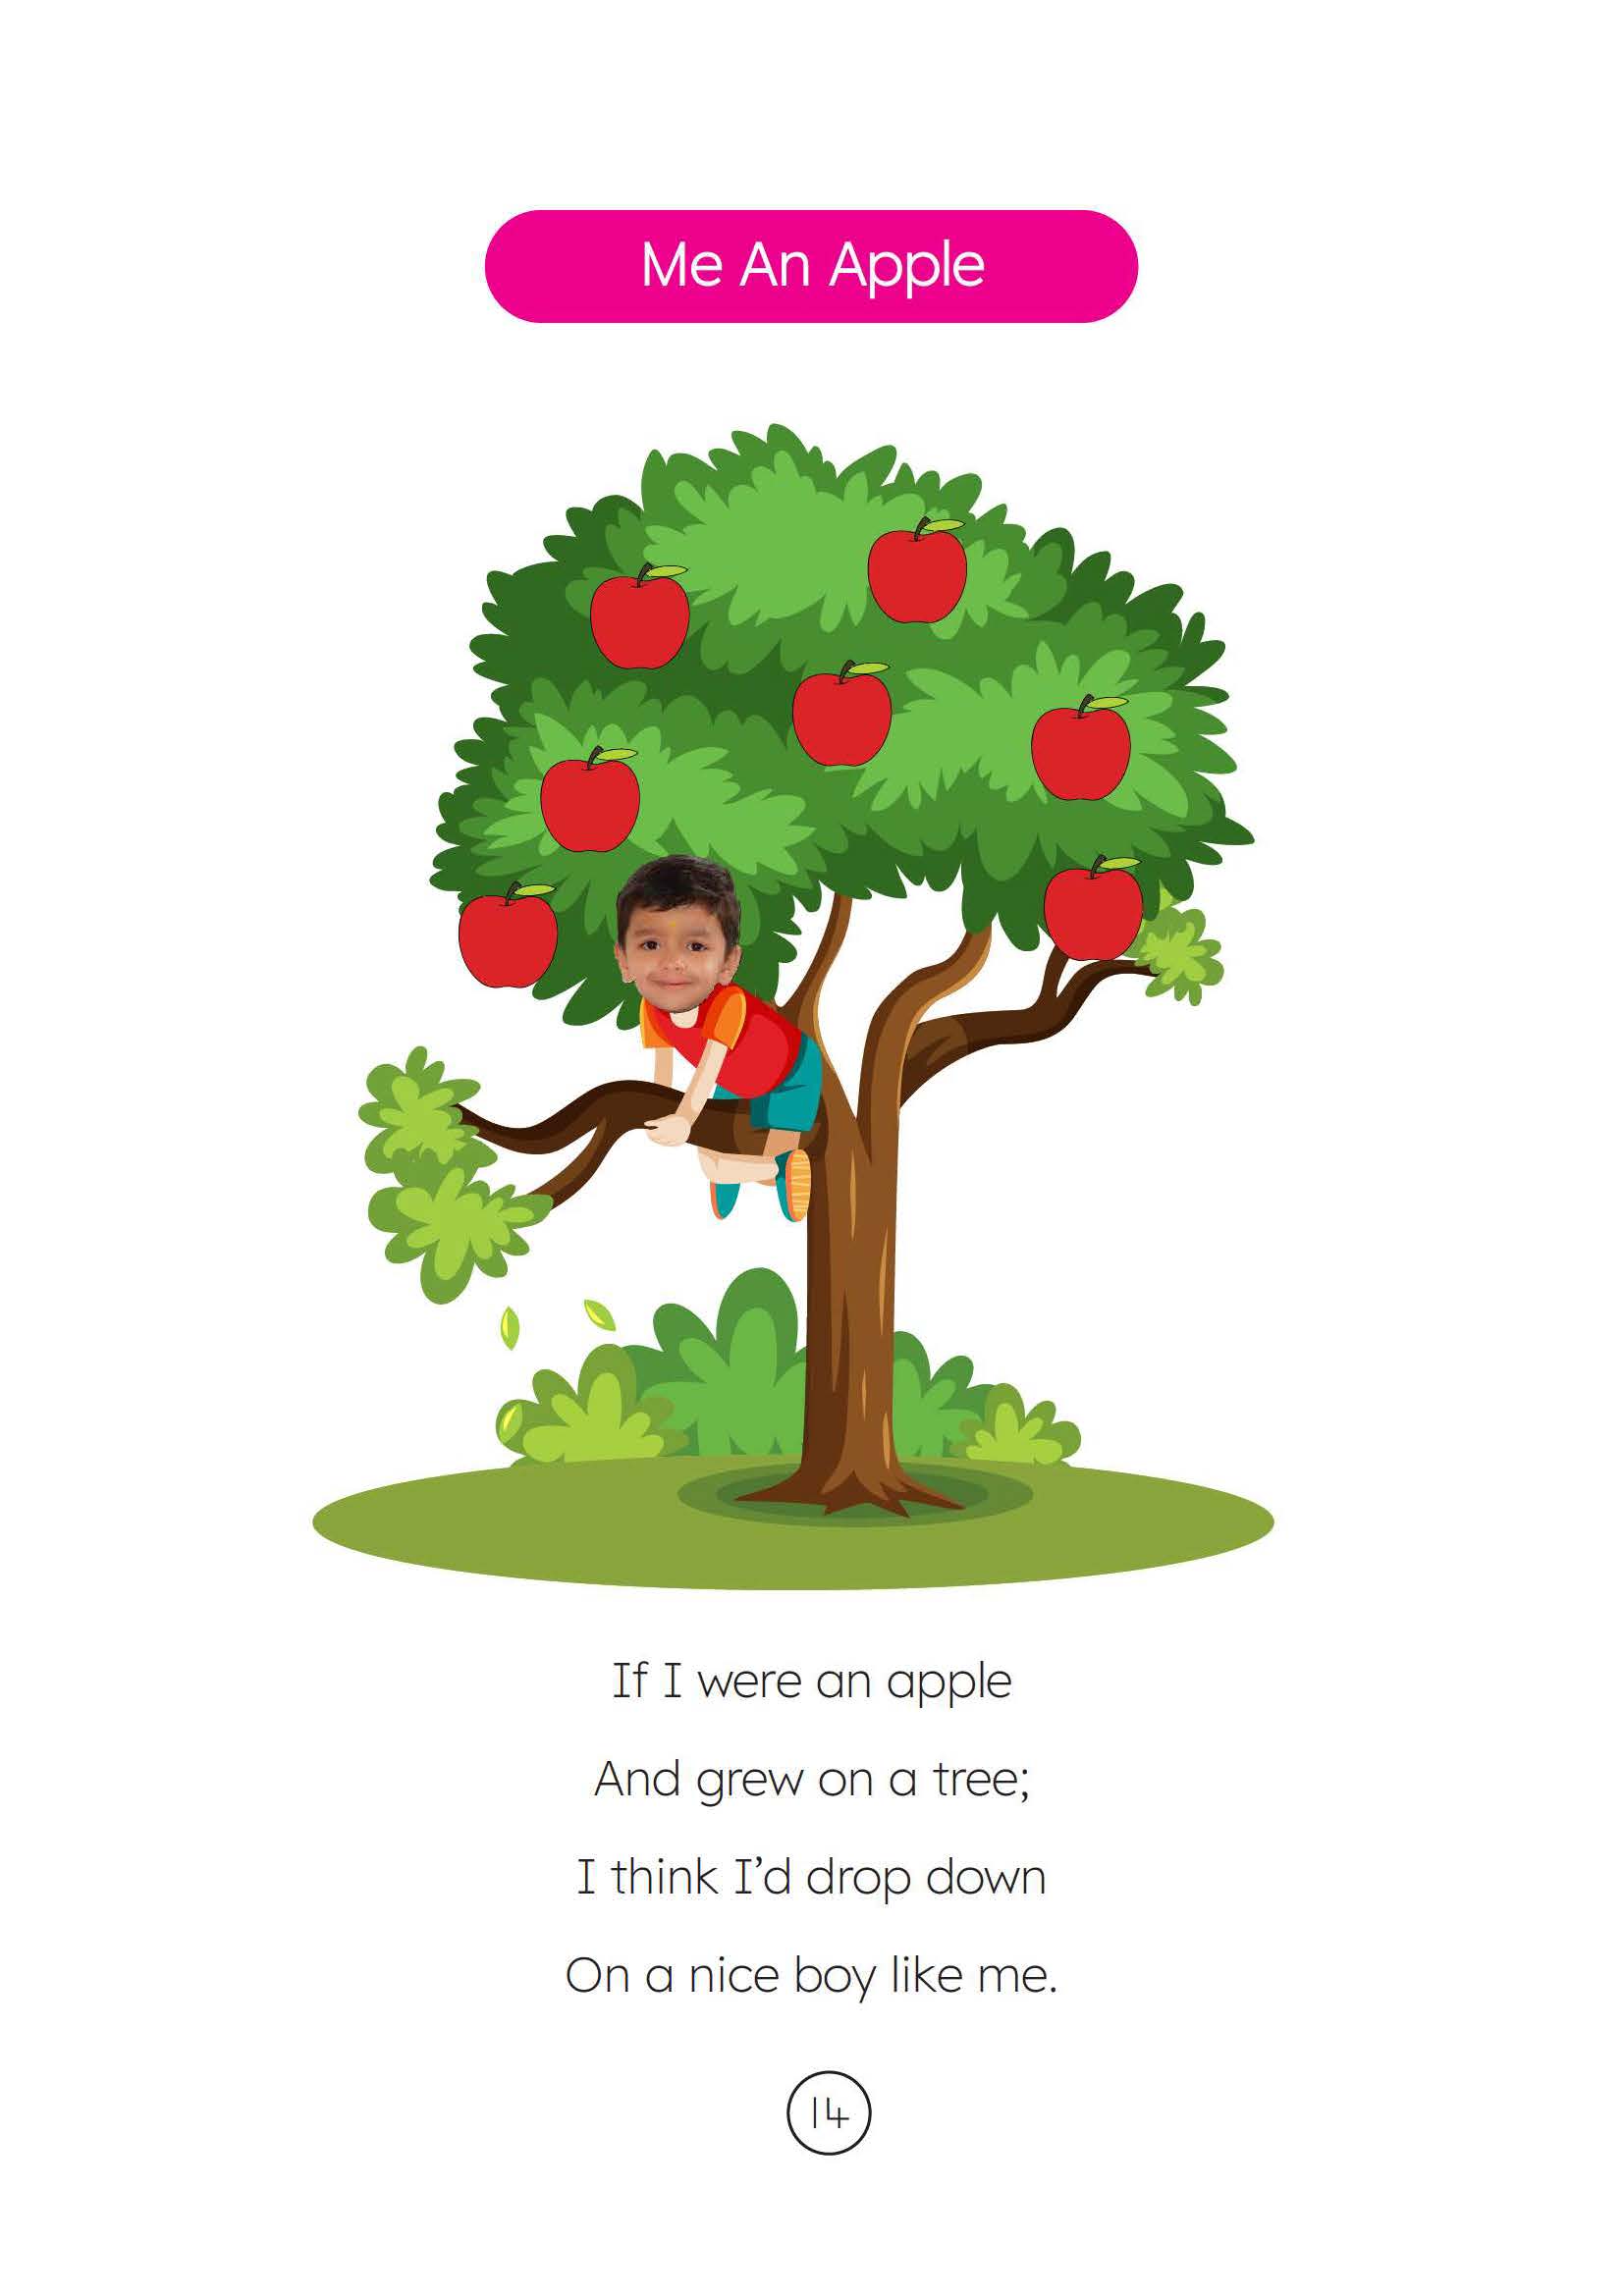 Me An Apple
If I were an apple
And grew on a tree;
I think I’d drop down
On a nice boy like me.
14